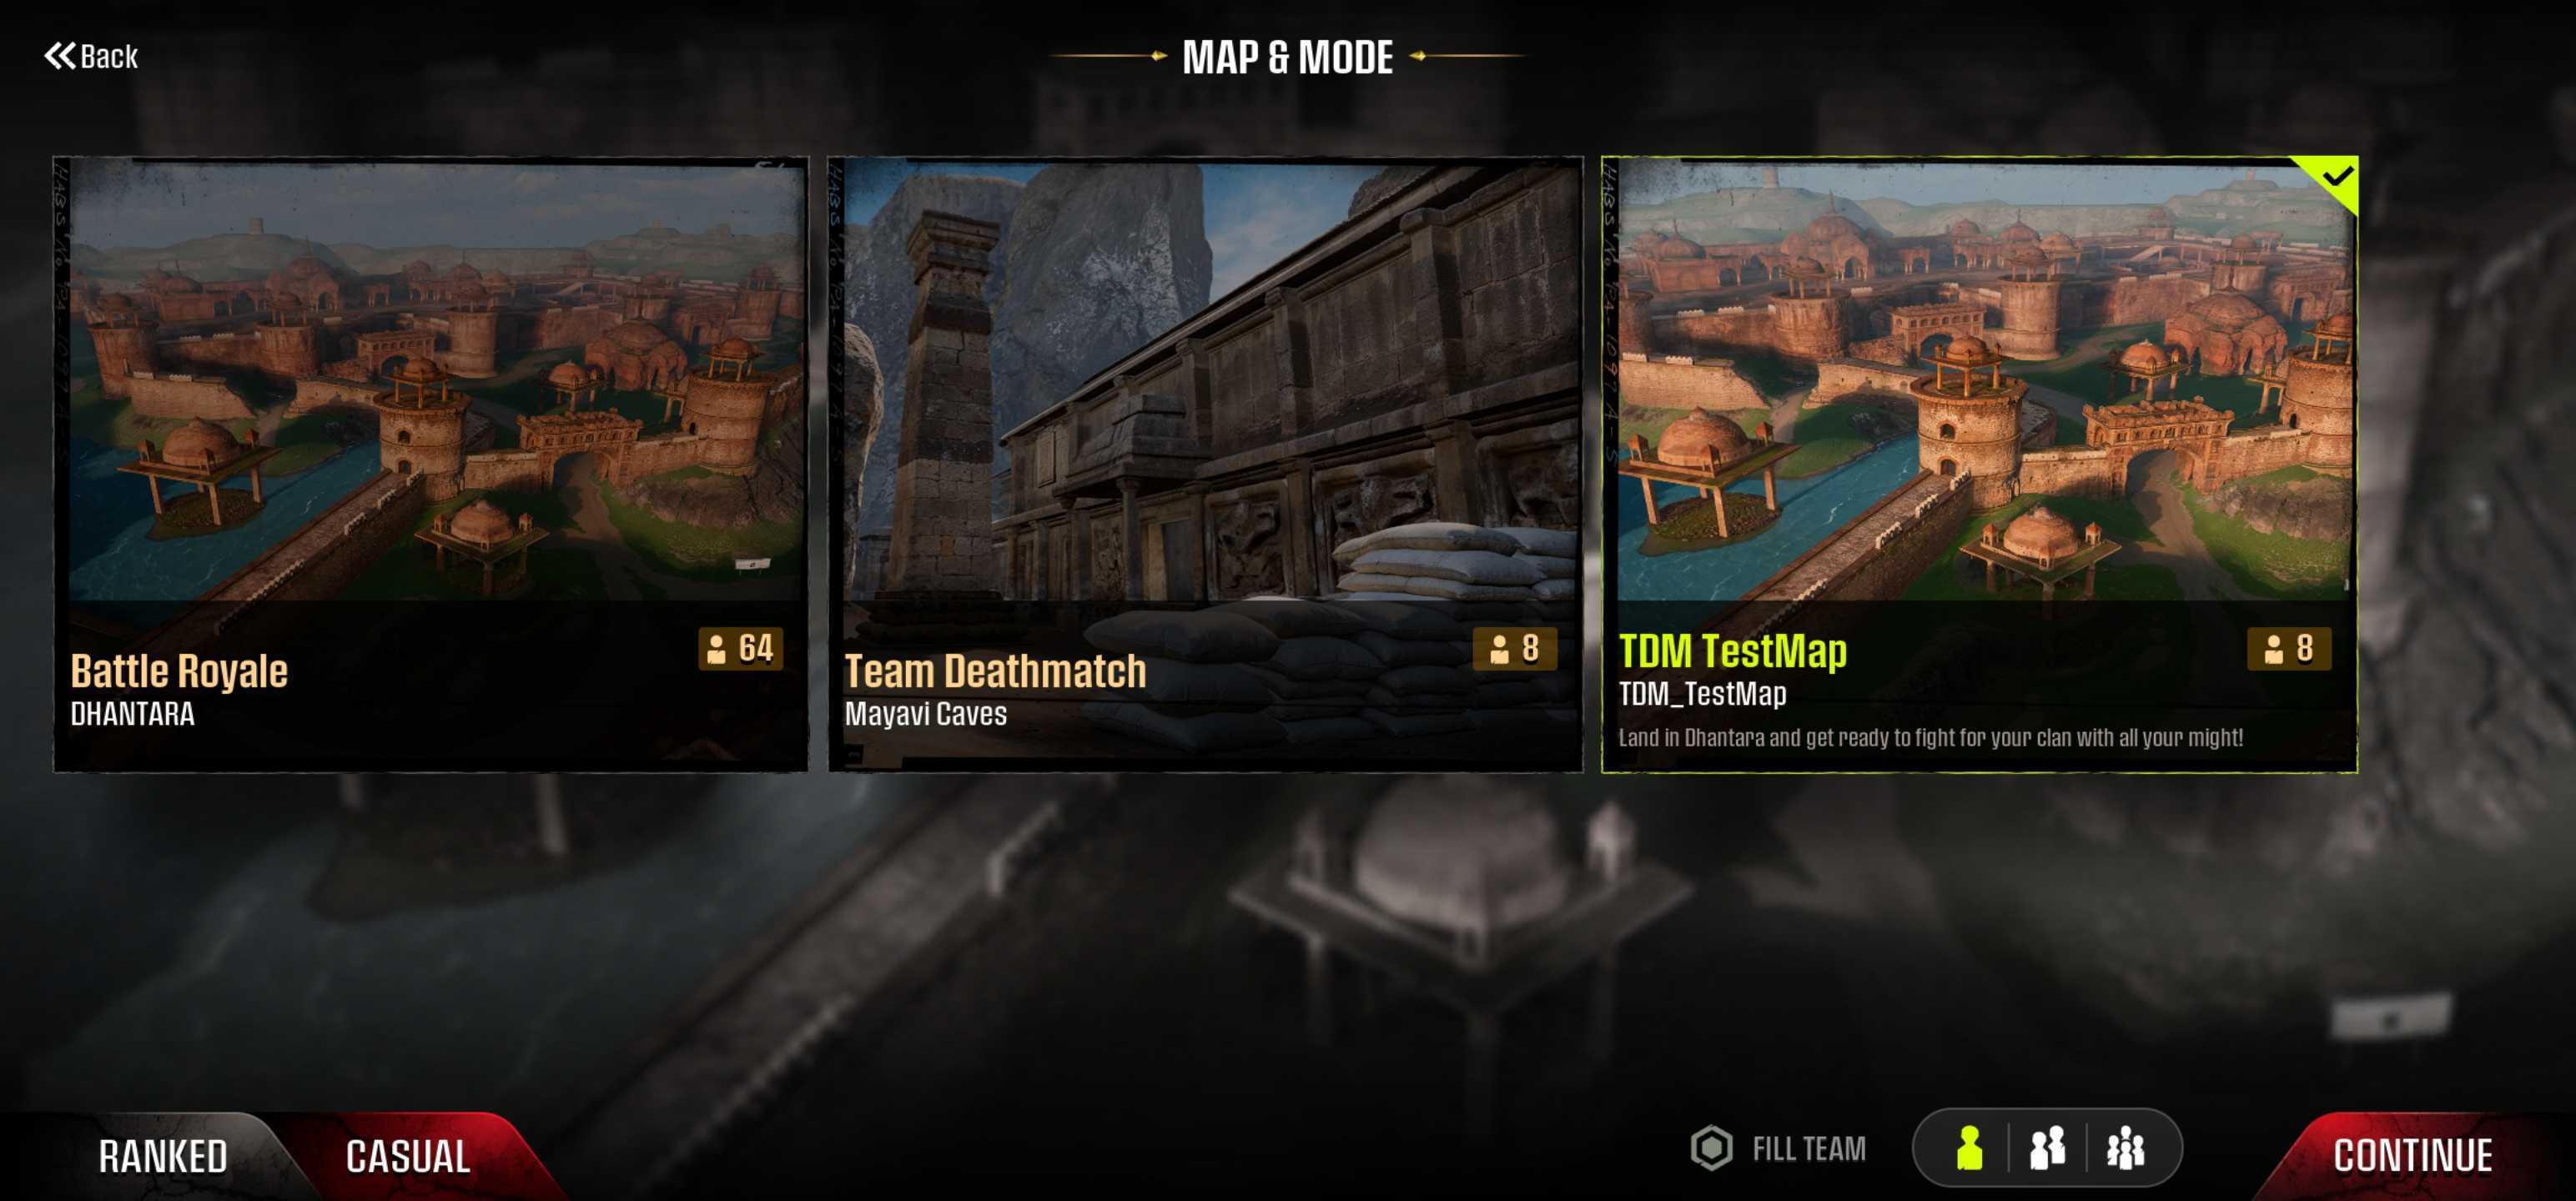 Back
MAP & MODE
Battle Royale
64
DHANTARA
Team Deathmatch
8
Mayavi Caves
TDM TestMap
8
TDM_TestMap
Land in Dhantara and get ready to fight for your clan with all your might!
RANKED
CASUAL
FILL TEAM
CONTINUE